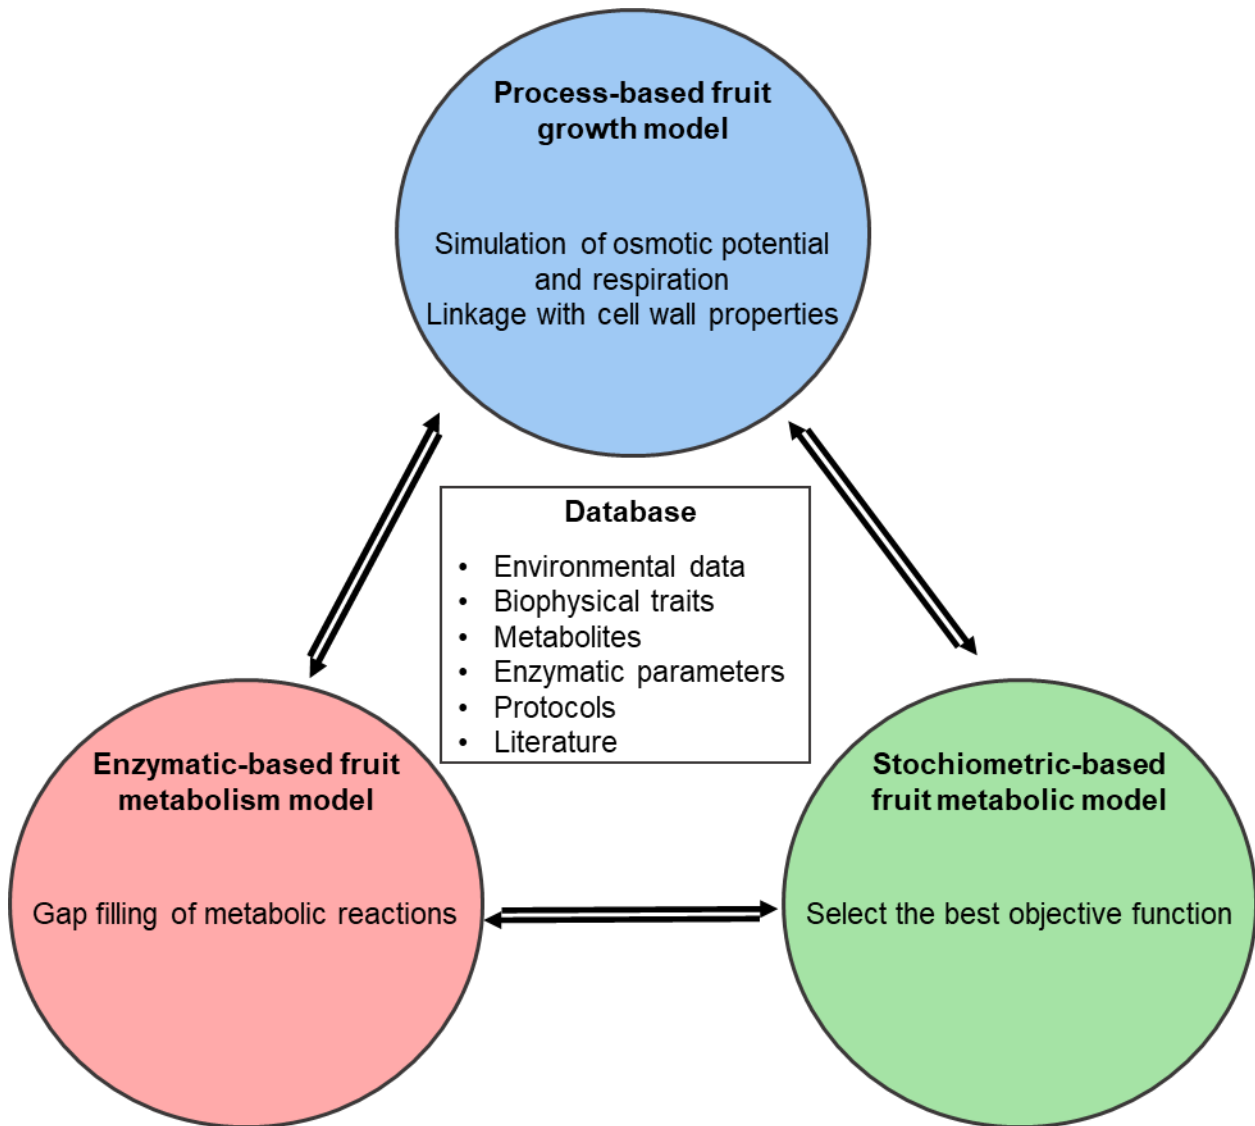 Process-based fruit
growth model
Simulation of osmotic potential
and respiration
Linkage with cell wall properties
Database
• Environmental data
• Biophysical traits
• Metabolites
• Enzymatic parameters
• Protocols
• Literature
Enzymatic-based fruit
metabolism model
Gap filling of metabolic reactions
Stochiometric-based
fruit metabolic model
Select the best objective function